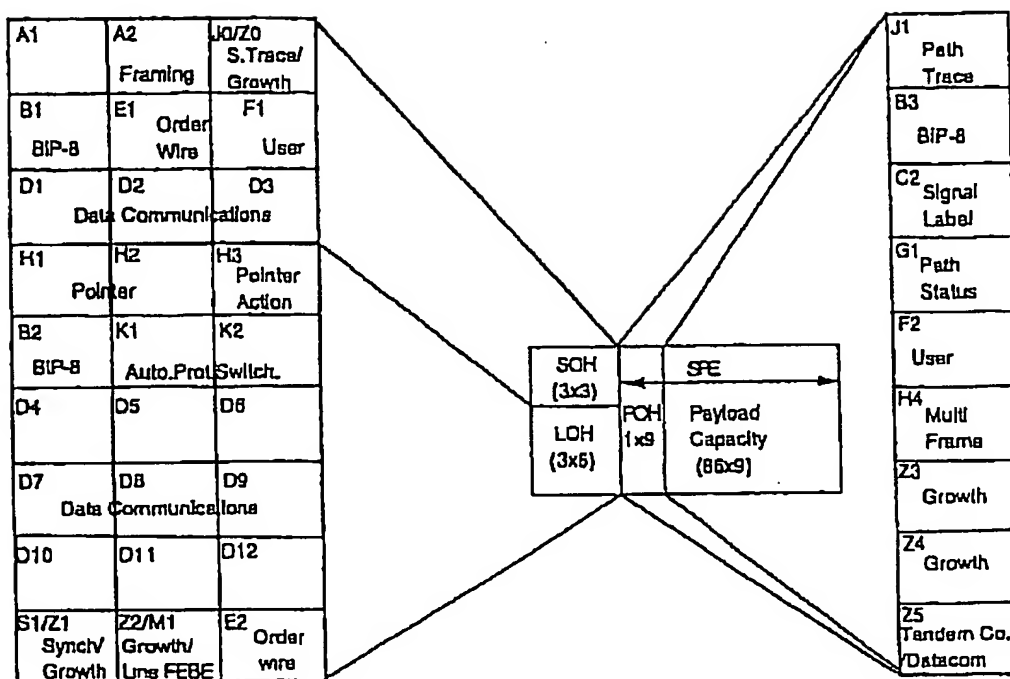 A1 A2 J0/Z0
Framing S.Trace/
Growth
B1 E1 Order F1
BIP-8 Wire User
D1 D2 D3
Data Communications
H1 H2 H3
Pointer Pointer
Action
B2 K1 K2
BIP-8 Auto.Prot.Switch.
D4 D5 D6
D7 D8 D9
Data Communications
D10 D11 D12
S1/Z1 Z2/M1 E2
Synch/ Growth/ Order
Growth Line FEBE wire
SOH
(3x3)
LOH
(3x6)
POH
1x9
SPE
Payload
Capacity
(86x9)
J1
Path
Trace
B3
BIP-8
C2
Signal
Label
G1
Path
Status
F2
User
H4
Multi
Frame
Z3
Growth
Z4
Growth
Z5
Tandem Co.
/Datacom